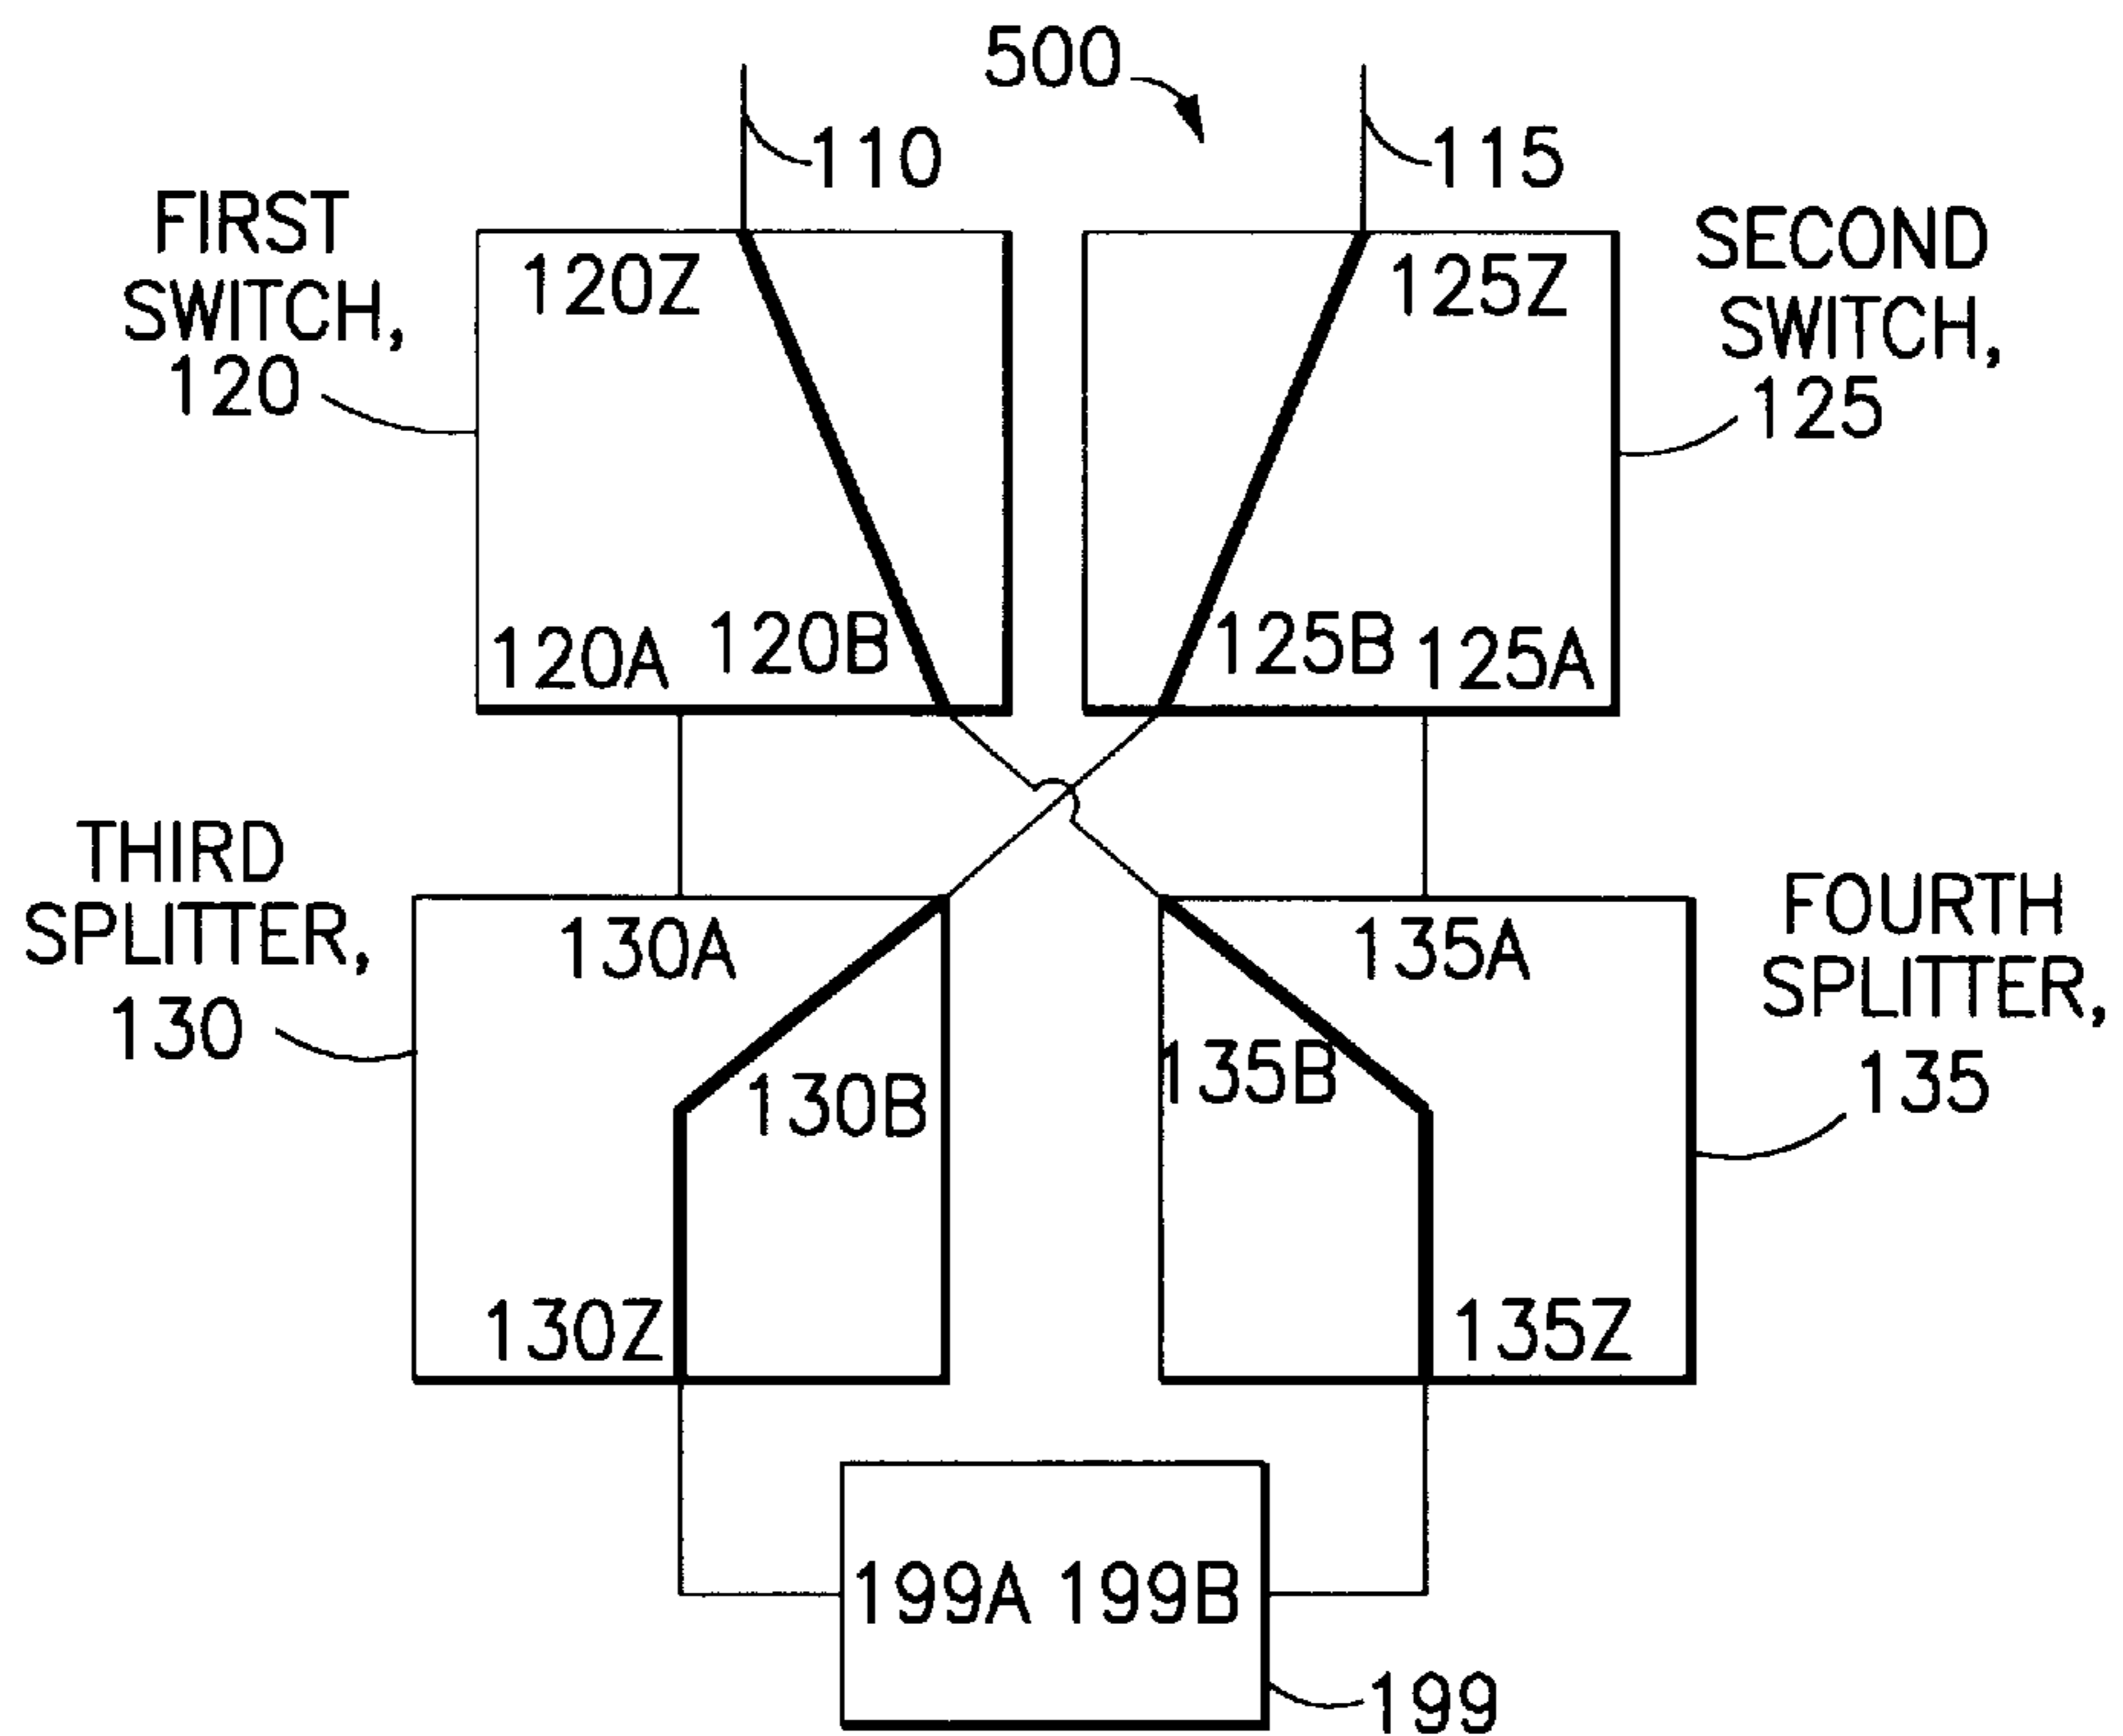 500
110
115
FIRST
SWITCH,
120
SECOND
SWITCH,
125
120Z
125Z
120A 120B
125B 125A
THIRD
SPLITTER,
130
FOURTH
SPLITTER,
135
130A
135A
130B
135B
130Z
135Z
199A 199B
199